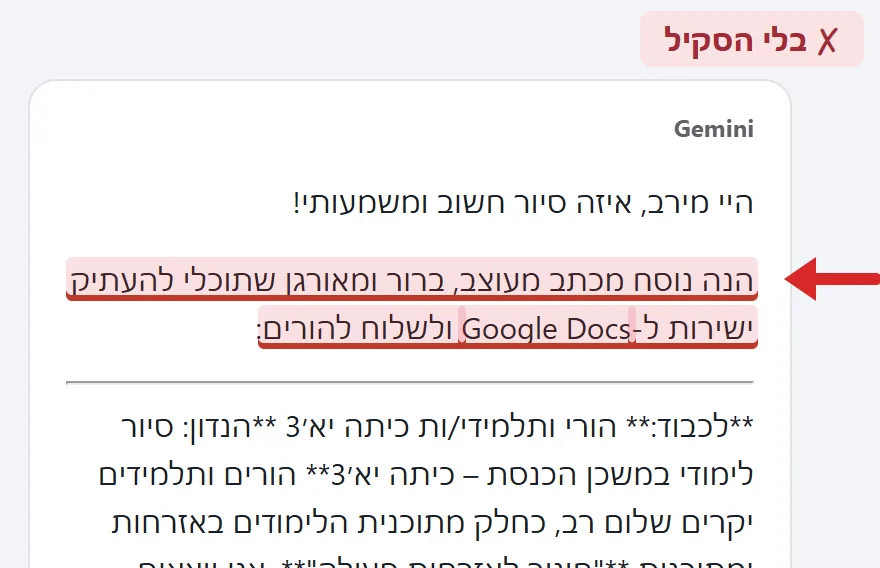 ✗ בלי הסקיל
Gemini
היי מירב, איזה סיור חשוב ומשמעותי!
הנה נוסח מכתב מעוצב, ברור ומאורגן שתוכלי להעתיק
ישירות ל-Google Docs ולשלוח להורים:
**לכבוד:** הורי ותלמידי/ות כיתה יא׳3 **הנדון: סיור
לימודי במשכן הכנסת – כיתה יא׳3** הורים ותלמידים
יקרים שלום רב, כחלק מתוכנית הלימודים באזרחות